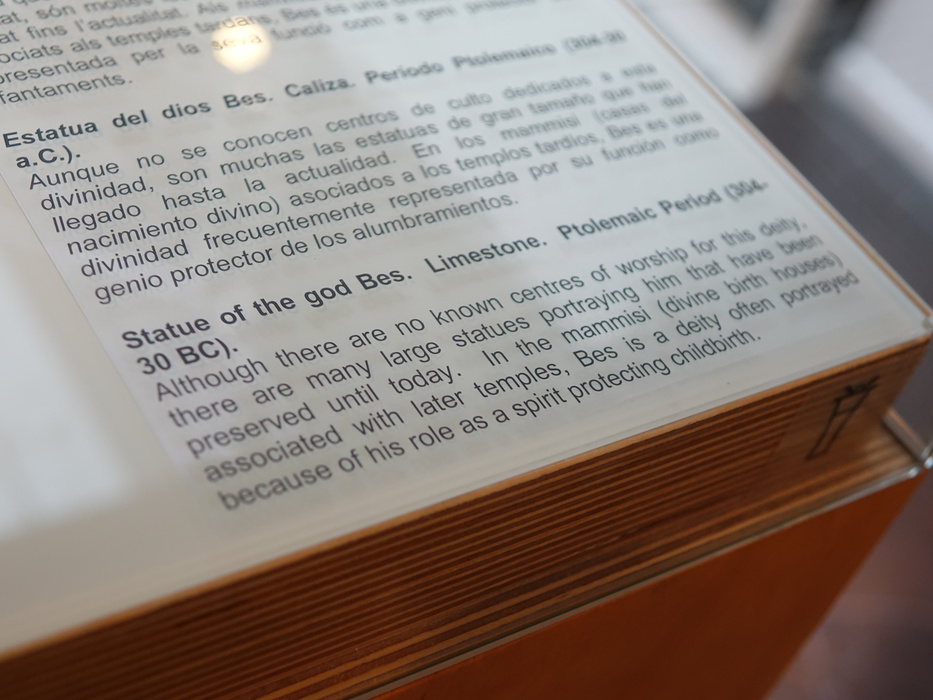 at, són moltes
at fins l'actualitat. Als
ociats als temples tardans, Bes és una
presentada per la seva funció com a geni
fantaments.
Estatua del dios Bes. Caliza. Período Ptolemaico (304-30
a.C.).
Aunque no se conocen centros de culto dedicados a esta
divinidad, son muchas las estatuas de gran tamaño que han
llegado hasta la actualidad. En los mammisi (casas del
nacimiento divino) asociados a los templos tardíos, Bes es una
divinidad frecuentemente representada por su función como
genio protector de los alumbramientos.
Statue of the god Bes. Limestone. Ptolemaic Period (304-
30 BC).
Although there are no known centres of worship for this deity,
there are many large statues portraying him that have been
preserved until today. In the mammisi (divine birth houses)
associated with later temples, Bes is a deity often portrayed
because of his role as a spirit protecting childbirth.